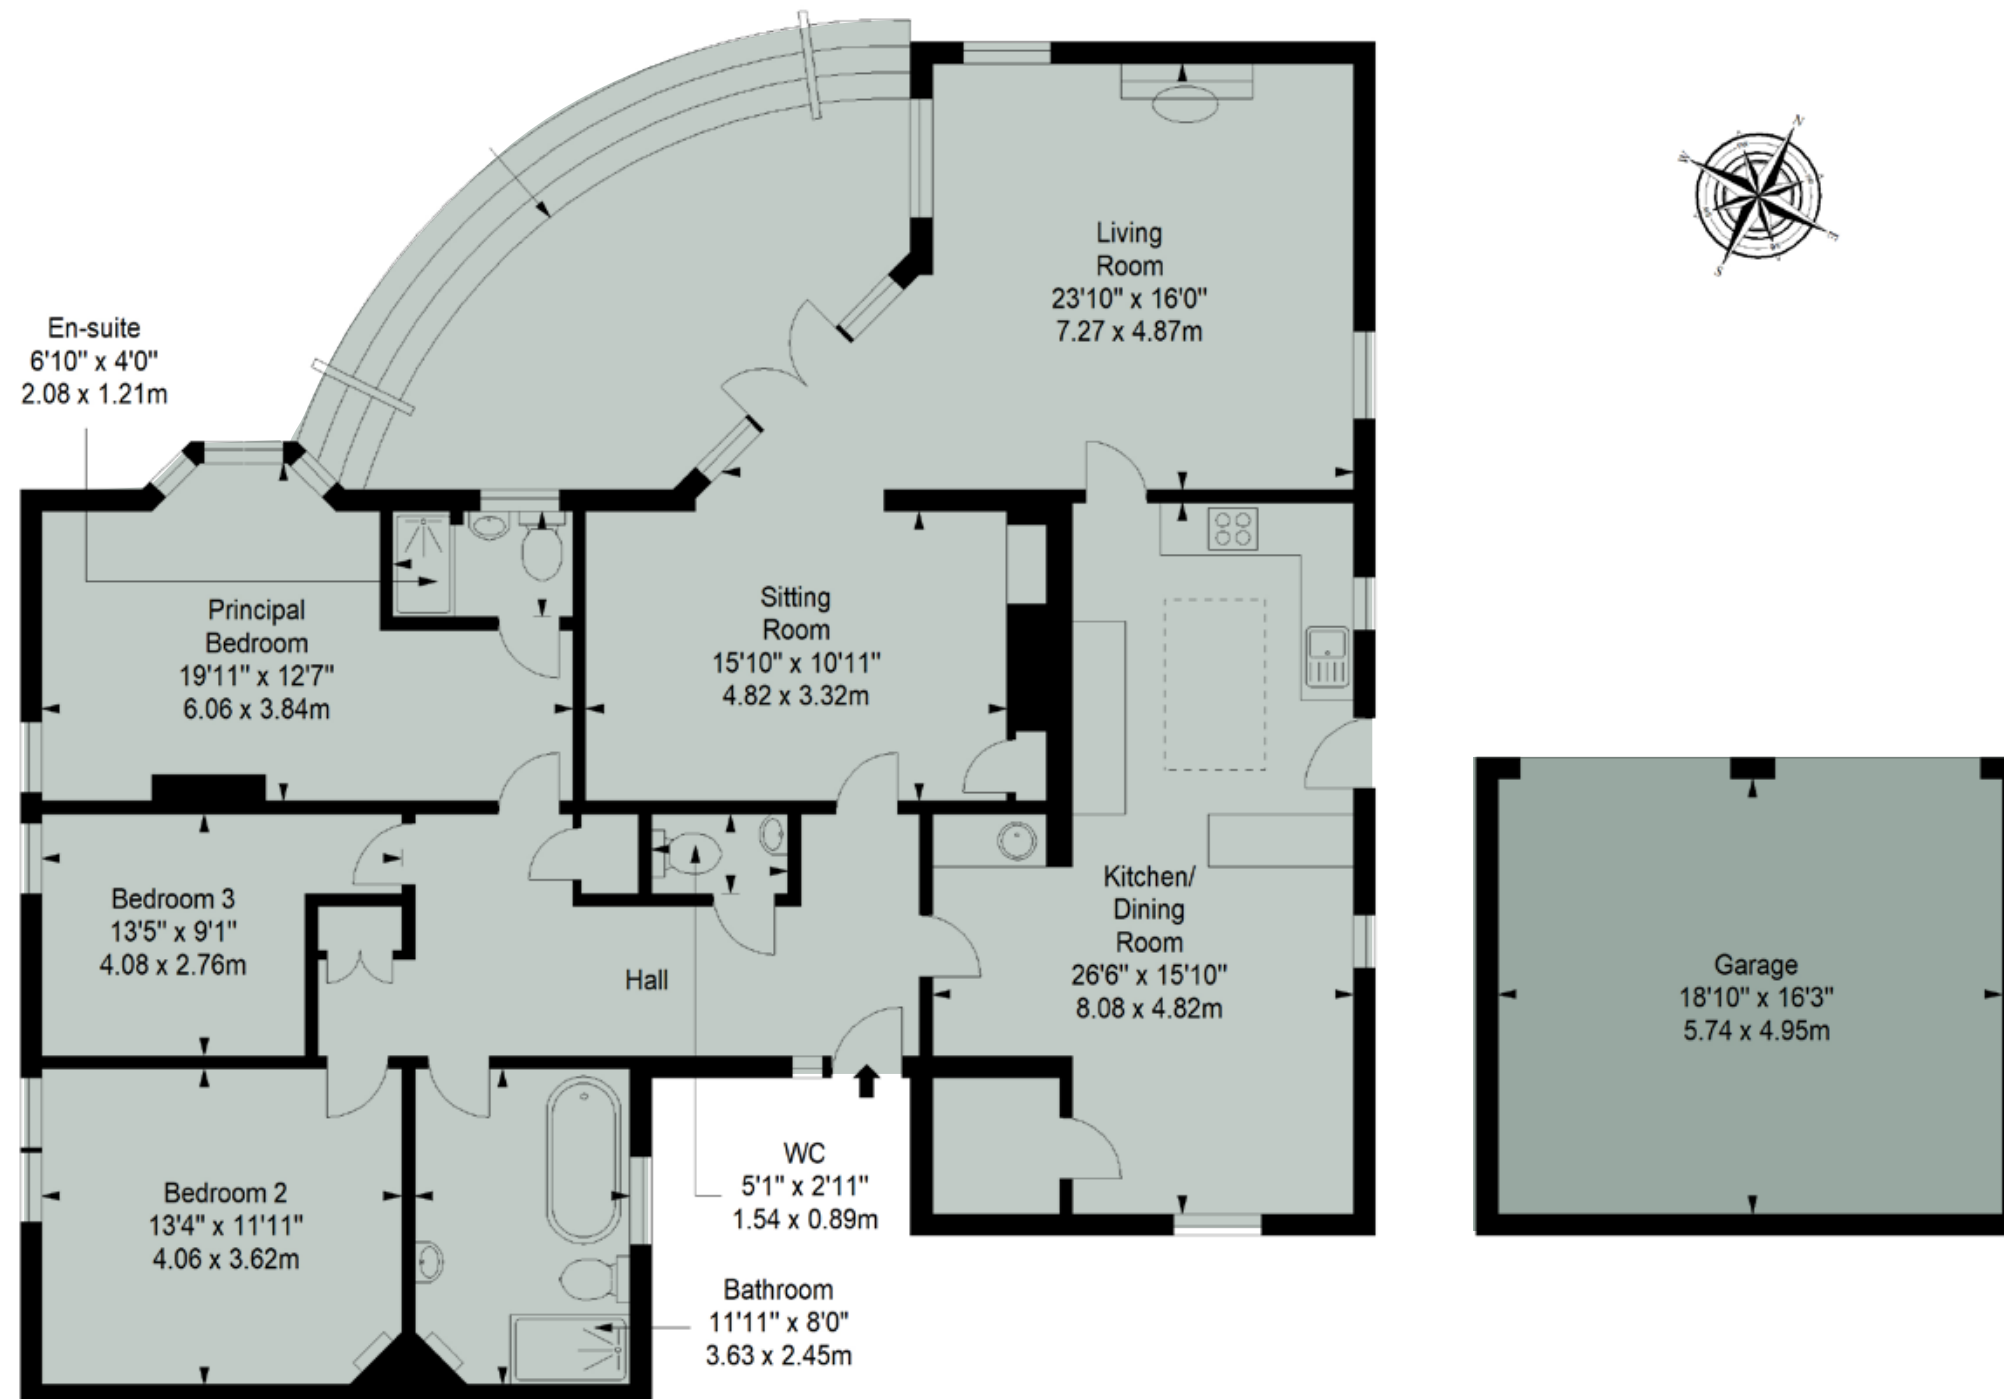 Living
Room
23'10" x 16'0"
7.27 x 4.87m
N
W
E
S
En-suite
6'10" x 4'0"
2.08 x 1.21m
Principal
Bedroom
19'11" x 12'7"
6.06 x 3.84m
Sitting
Room
15'10" x 10'11"
4.82 x 3.32m
Bedroom 3
13'5" x 9'1"
4.08 x 2.76m
Hall
Kitchen/
Dining
Room
26'6" x 15'10"
8.08 x 4.82m
Garage
18'10" x 16'3"
5.74 x 4.95m
Bedroom 2
13'4" x 11'11"
4.06 x 3.62m
WC
5'1" x 2'11"
1.54 x 0.89m
Bathroom
11'11" x 8'0"
3.63 x 2.45m